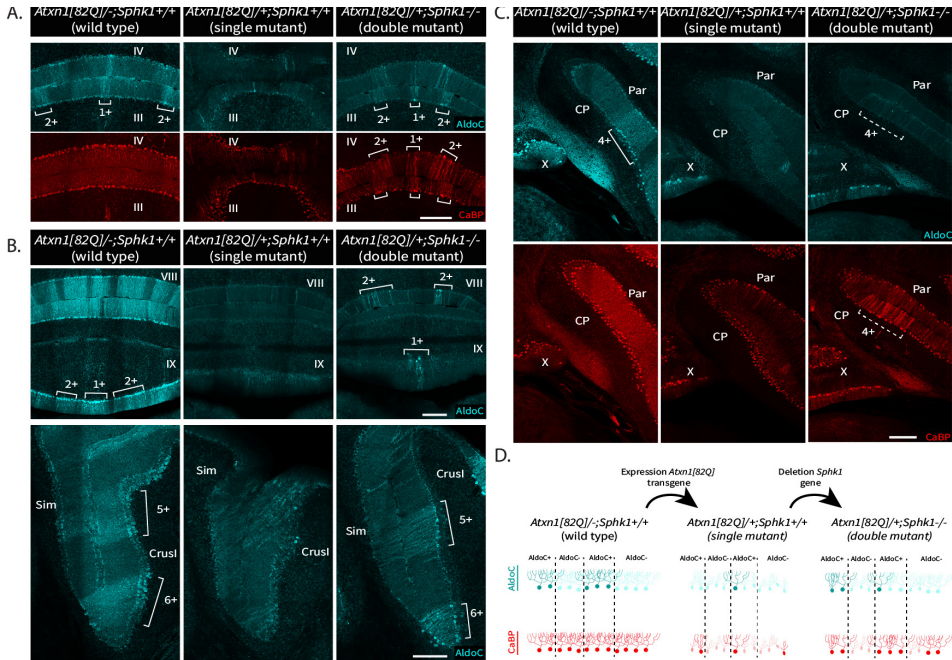 A.
Atxn1[82Q]/-;Sphk1+/+
(wild type)
Atxn1[82Q]/+;Sphk1+/+
(single mutant)
Atxn1[82Q]/+;Sphk1-/-
(double mutant)
IV
2+
1+
2+
III
IV
III
IV
2+
1+
2+
III
AldoC
IV
III
IV
III
IV
2+
1+
2+
III
CaBP
B.
Atxn1[82Q]/-;Sphk1+/+
(wild type)
Atxn1[82Q]/+;Sphk1+/+
(single mutant)
Atxn1[82Q]/+;Sphk1-/-
(double mutant)
VIII
IX
2+
1+
2+
VIII
IX
2+
2+
VIII
1+
IX
AldoC
Sim
5+
CrusI
6+
Sim
CrusI
CrusI
Sim
5+
6+
AldoC
C.
Atxn1[82Q]/-;Sphk1+/+
(wild type)
Atxn1[82Q]/+;Sphk1+/+
(single mutant)
Atxn1[82Q]/+;Sphk1-/-
(double mutant)
Par
CP
4+
X
Par
CP
X
Par
CP
4+
X
AldoC
Par
CP
X
Par
CP
X
Par
CP
4+
X
CaBP
D.
Expression Atxn1[82Q]
transgene
Deletion Sphk1
gene
Atxn1[82Q]/-;Sphk1+/+
(wild type)
Atxn1[82Q]/+;Sphk1+/+
(single mutant)
Atxn1[82Q]/+;Sphk1-/-
(double mutant)
AldoC+ AldoC- AldoC+ AldoC-
AldoC+ AldoC- AldoC+ AldoC-
AldoC+ AldoC- AldoC+ AldoC-
AldoC
CaBP